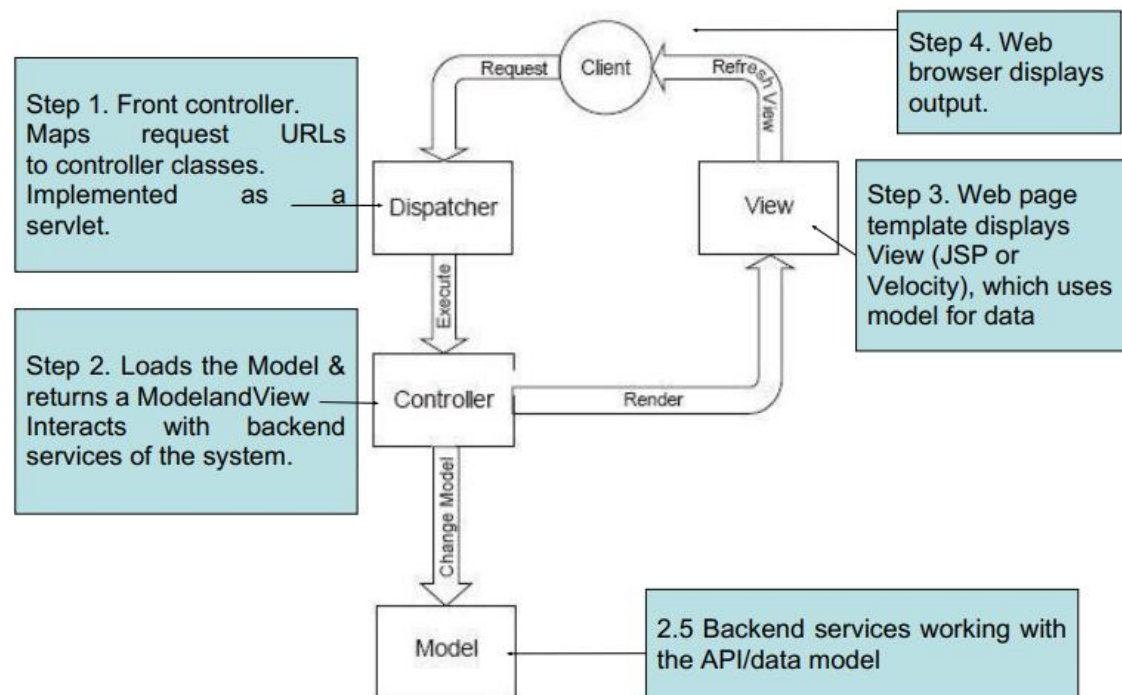 Step 1. Front controller.
Maps request URLs
to controller classes.
Implemented as a
servlet.
Request
Client
Refresh View
Step 4. Web
browser displays
output.
Dispatcher
View
Step 3. Web page
template displays
View (JSP or
Velocity), which uses
model for data
Execute
Step 2. Loads the Model &
returns a ModelandView
Interacts with backend
services of the system.
Controller
Render
Change Model
Model
2.5 Backend services working with
the API/data model